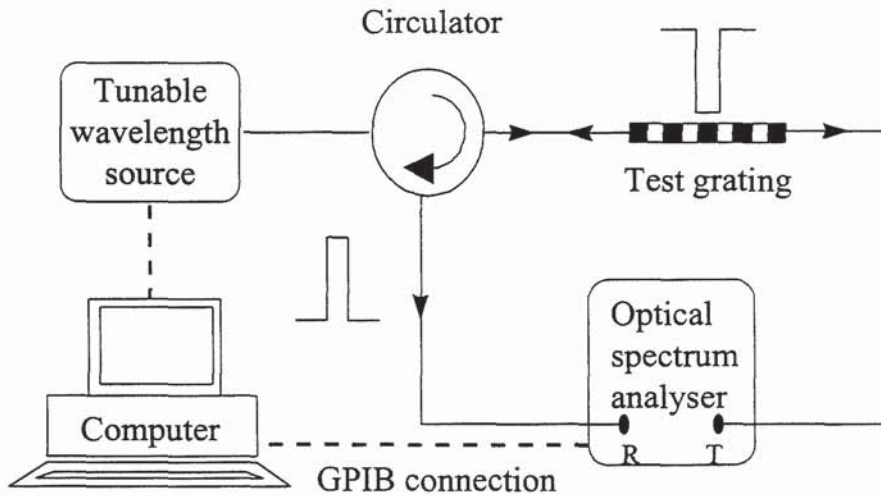 Circulator
Tunable
wavelength
source
Test grating
Optical
spectrum
analyser
R T
Computer
GPIB connection